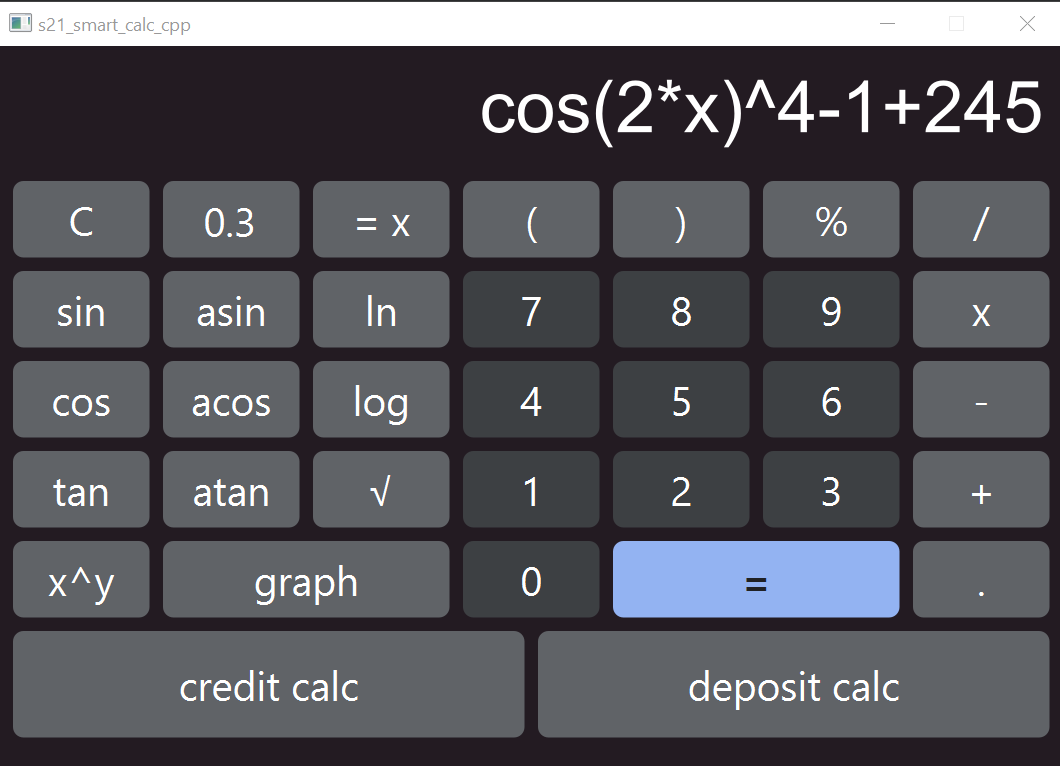 s21_smart_calc_cpp
cos(2*x)^4-1+245
C 0.3 = x ( ) % /
sin asin ln 7 8 9 x
cos acos log 4 5 6 -
tan atan √ 1 2 3 +
x^y graph 0 = .
credit calc deposit calc